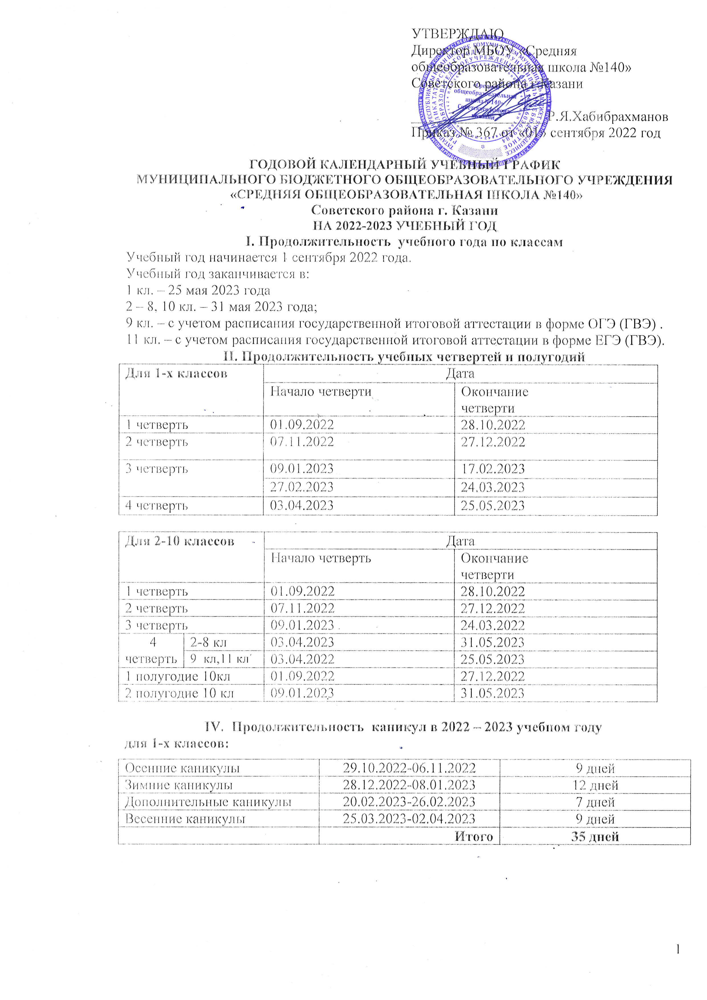 УТВЕРЖДАЮ
Директор МБОУ «Средняя
общеобразовательная школа №140»
Советского района г.Казани
Р.Я.Хабибрахманов
Приказ № 367 от «01» сентября 2022 год
«Средняя
общеобразовательная
школа №140»
Советского района
г.Казани
ГОДОВОЙ КАЛЕНДАРНЫЙ УЧЕБНЫЙ ГРАФИК
МУНИЦИПАЛЬНОГО БЮДЖЕТНОГО ОБЩЕОБРАЗОВАТЕЛЬНОГО УЧРЕЖДЕНИЯ
«СРЕДНЯЯ ОБЩЕОБРАЗОВАТЕЛЬНАЯ ШКОЛА №140»
Советского района г. Казани
НА 2022-2023 УЧЕБНЫЙ ГОД
I. Продолжительность учебного года по классам
Учебный год начинается 1 сентября 2022 года.
Учебный год заканчивается в:
1 кл. – 25 мая 2023 года
2 – 8, 10 кл. – 31 мая 2023 года;
9 кл. – с учетом расписания государственной итоговой аттестации в форме ОГЭ (ГВЭ) .
11 кл. – с учетом расписания государственной итоговой аттестации в форме ЕГЭ (ГВЭ).
II. Продолжительность учебных четвертей и полугодий
Для 1-х классов Дата
Начало четверти Окончание
четверти
1 четверть 01.09.2022 28.10.2022
2 четверть 07.11.2022 27.12.2022
3 четверть 09.01.2023 17.02.2023
27.02.2023 24.03.2023
4 четверть 03.04.2023 25.05.2023
Для 2-10 классов Дата
Начало четверть Окончание
четверти
1 четверть 01.09.2022 28.10.2022
2 четверть 07.11.2022 27.12.2022
3 четверть 09.01.2023 24.03.2022
4 2-8 кл 03.04.2023 31.05.2023
четверть 9 кл,11 кл 03.04.2022 25.05.2023
1 полугодие 10кл 01.09.2022 27.12.2022
2 полугодие 10 кл 09.01.2023 31.05.2023
IV. Продолжительность каникул в 2022 – 2023 учебном году
для 1-х классов:
Осенние каникулы 29.10.2022-06.11.2022 9 дней
Зимние каникулы 28.12.2022-08.01.2023 12 дней
Дополнительные каникулы 20.02.2023-26.02.2023 7 дней
Весенние каникулы 25.03.2023-02.04.2023 9 дней
Итого 35 дней
1